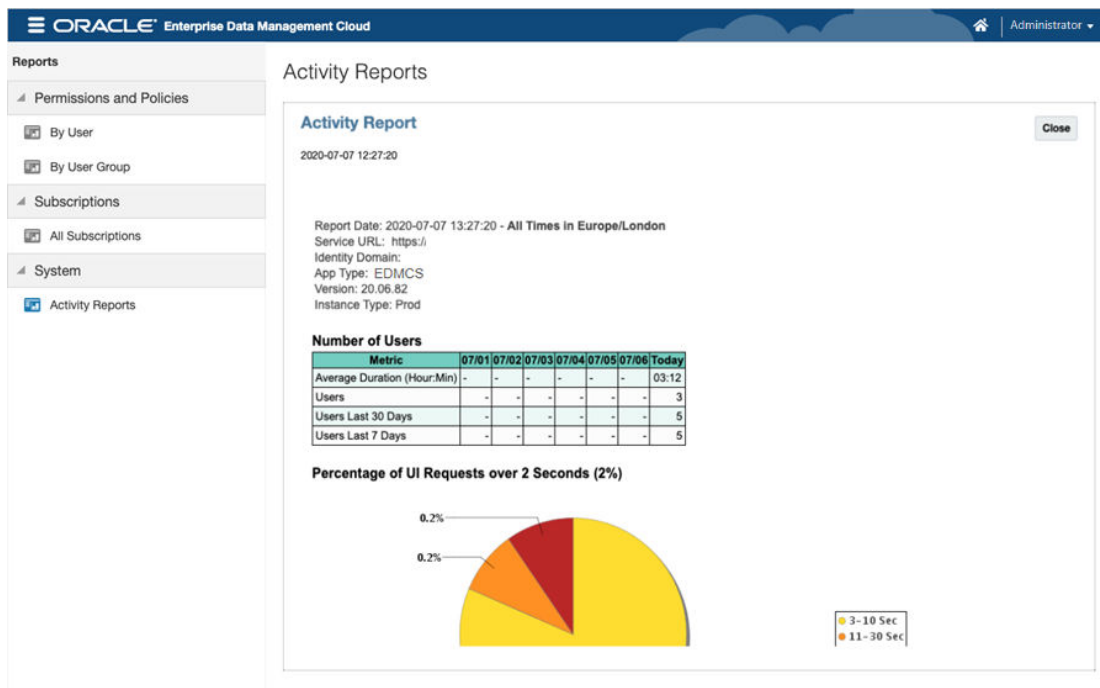 ORACLE® Enterprise Data Management Cloud
Administrator
Reports
Permissions and Policies
By User
By User Group
Subscriptions
All Subscriptions
System
Activity Reports
Activity Reports
Activity Report
Close
2020-07-07 12:27:20
Report Date: 2020-07-07 13:27:20 - All Times in Europe/London
Service URL: https:/
Identity Domain:
App Type: EDMCS
Version: 20.06.82
Instance Type: Prod
Number of Users
Metric 07/01 07/02 07/03 07/04 07/05 07/06 Today
Average Duration (Hour:Min) - - - - - - 03:12
Users - - - - - - 3
Users Last 30 Days - - - - - - 5
Users Last 7 Days - - - - - - 5
Percentage of UI Requests over 2 Seconds (2%)
0.2%
0.2%
3-10 Sec
11-30 Sec